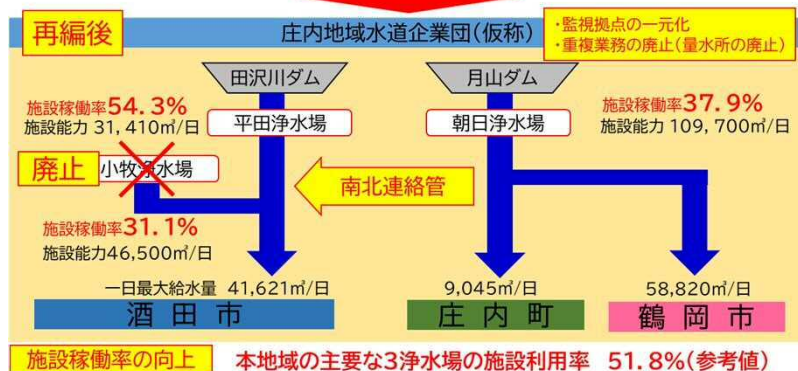 再編後
庄内地域水道企業団(仮称)
・監視拠点の一元化
・重複業務の廃止(量水所の廃止)
田沢川ダム
月山ダム
施設稼働率54.3%
施設能力 31,410㎥/日
平田浄水場
朝日浄水場
施設稼働率37.9%
施設能力 109,700㎥/日
廃止
小牧浄水場
南北連絡管
施設稼働率31.1%
施設能力46,500㎥/日
一日最大給水量 41,621㎥/日
9,045㎥/日
58,820㎥/日
酒田市
庄内町
鶴岡市
施設稼働率の向上
本地域の主要な3浄水場の施設利用率 51.8%(参考値)